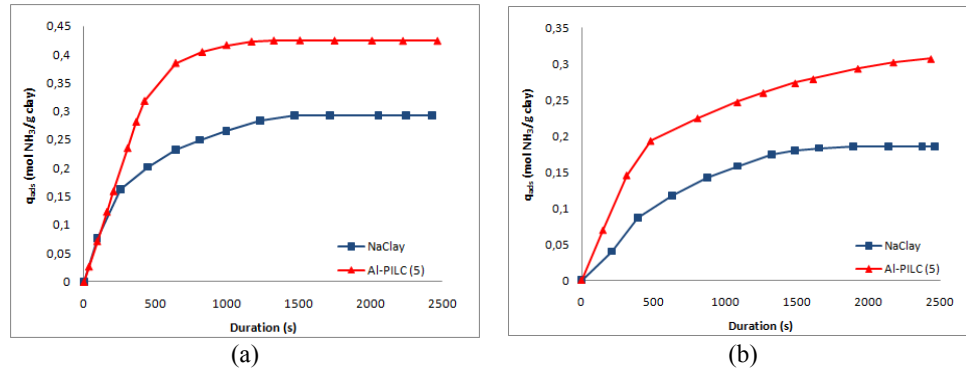 0,45
0,4
0,35
0,3
0,25
0,2
0,15
0,1
0,05
0
q_ads (mol NH₃/g clay)
NaClay
Al-PILC (5)
0 500 1000 1500 2000 2500
Duration (s)
(a)
0,35
0,3
0,25
0,2
0,15
0,1
0,05
0
q_ads (mol NH₃/g clay)
NaClay
Al-PILC (5)
0 500 1000 1500 2000 2500
Duration (s)
(b)